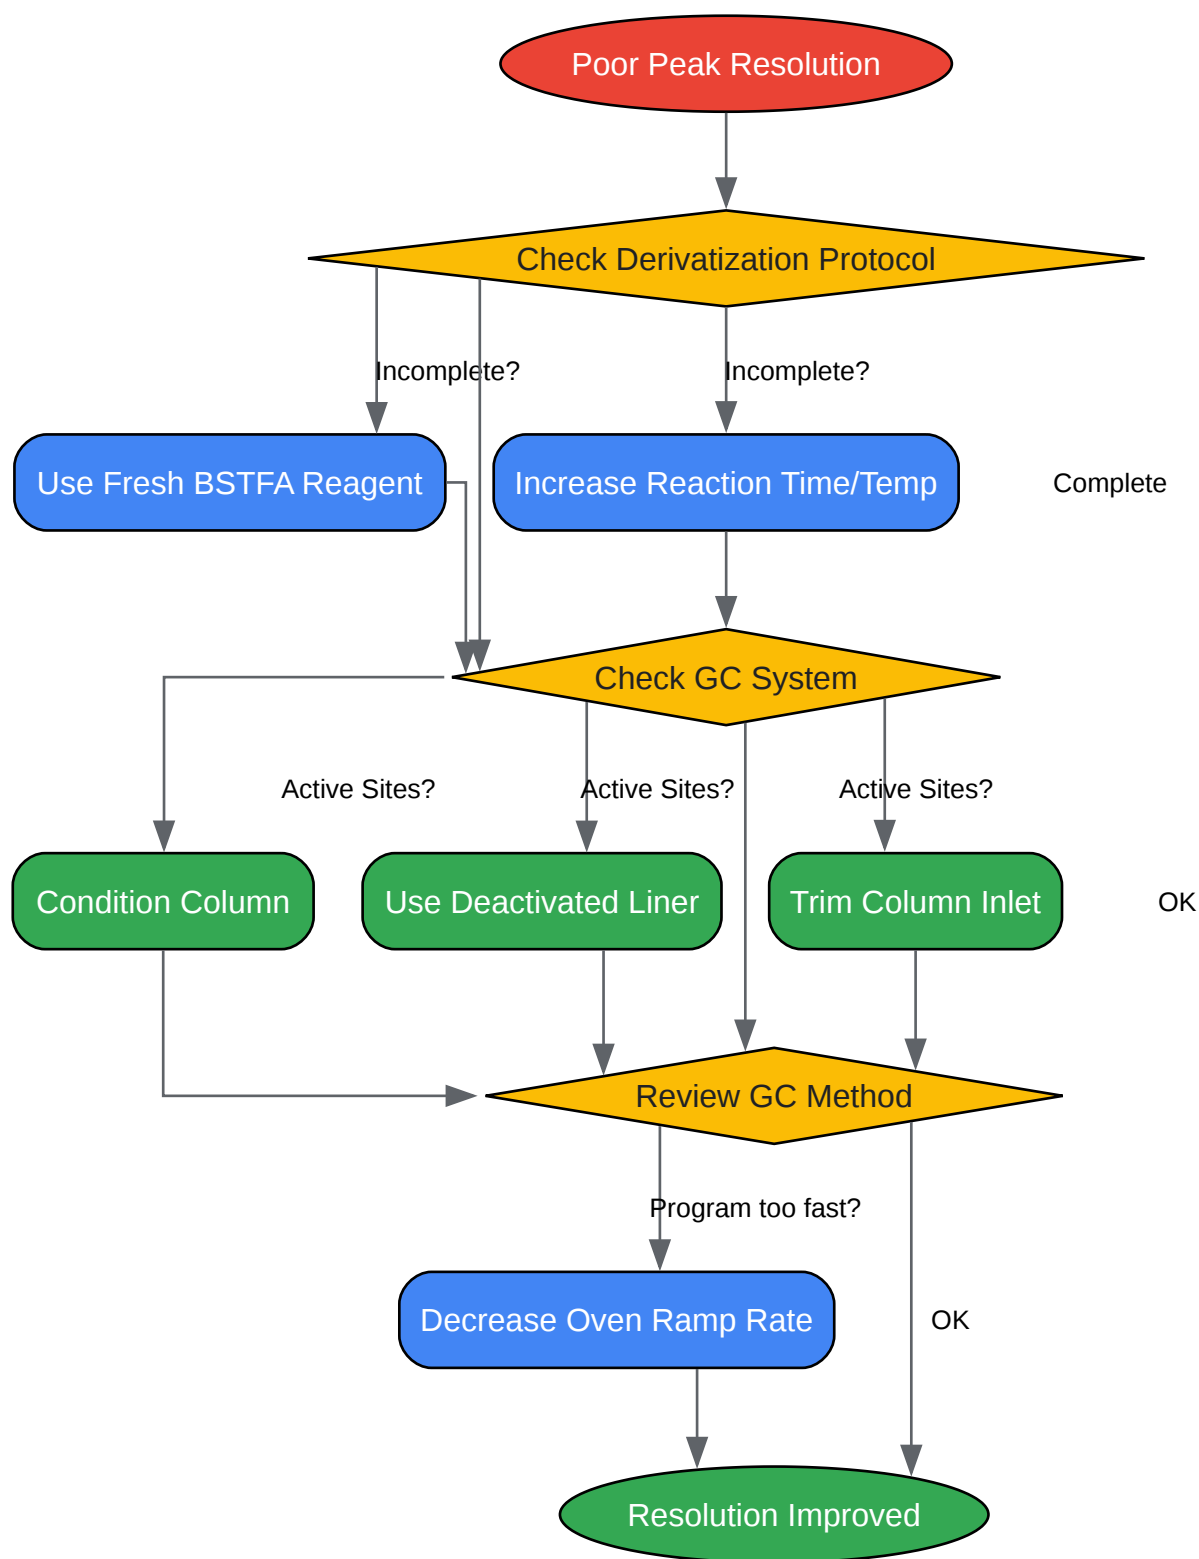 Poor Peak Resolution
Check Derivatization Protocol
Incomplete?
Incomplete?
Use Fresh BSTFA Reagent
Increase Reaction Time/Temp
Complete
Check GC System
Active Sites?
Active Sites?
Active Sites?
Condition Column
Use Deactivated Liner
Trim Column Inlet
OK
Review GC Method
Program too fast?
Decrease Oven Ramp Rate
OK
Resolution Improved